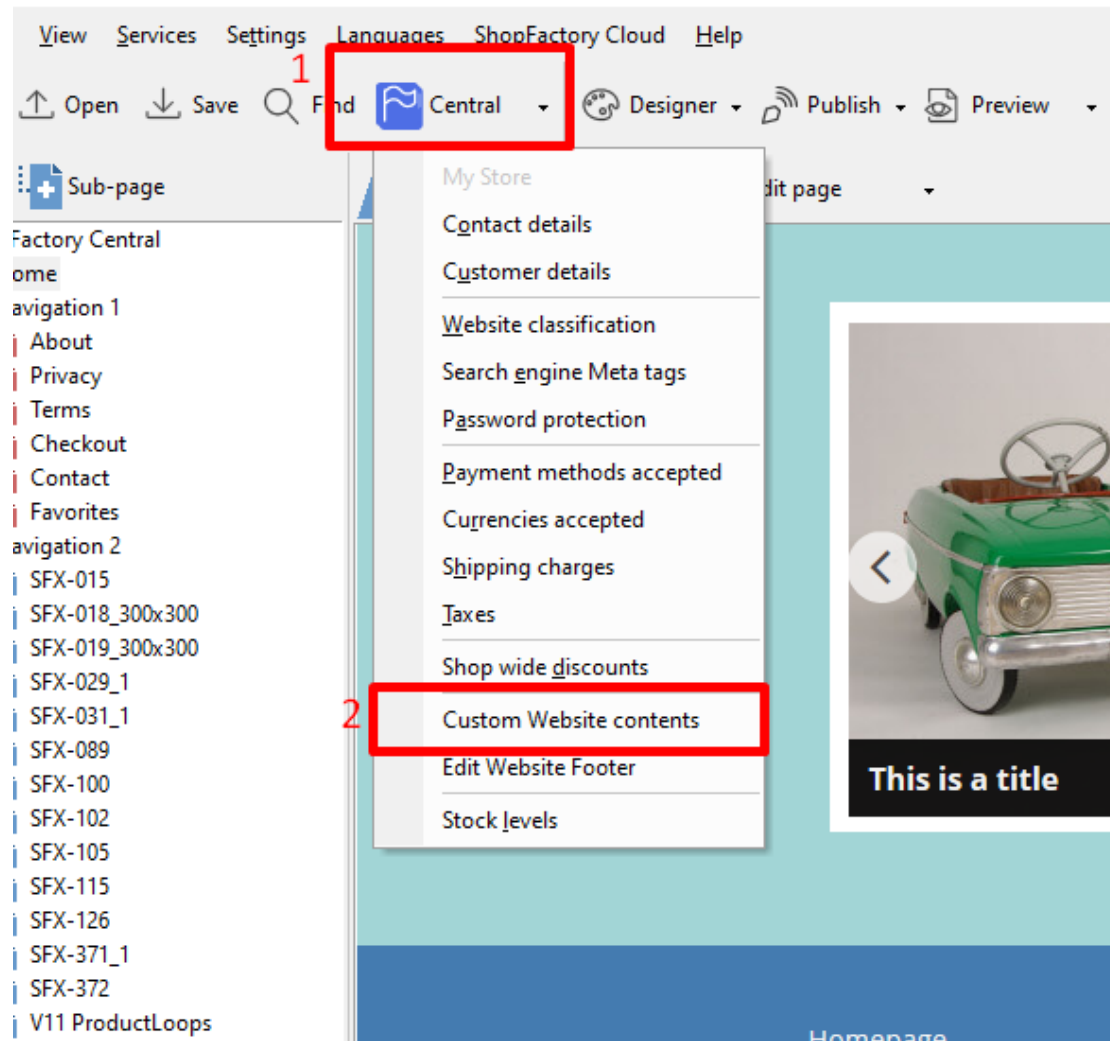 View Services Settings Languages ShopFactory Cloud Help
1
Open Save Find Central Designer Publish Preview
Sub-page
My Store
dit page
Contact details
Customer details
Website classification
Search engine Meta tags
Password protection
Payment methods accepted
Currencies accepted
Shipping charges
Taxes
Shop wide discounts
2
Custom Website contents
Edit Website Footer
Stock levels
Factory Central
ome
avigation 1
About
Privacy
Terms
Checkout
Contact
Favorites
avigation 2
SFX-015
SFX-018_300x300
SFX-019_300x300
SFX-029_1
SFX-031_1
SFX-089
SFX-100
SFX-102
SFX-105
SFX-115
SFX-126
SFX-371_1
SFX-372
V11 ProductLoops
This is a title
Homepage